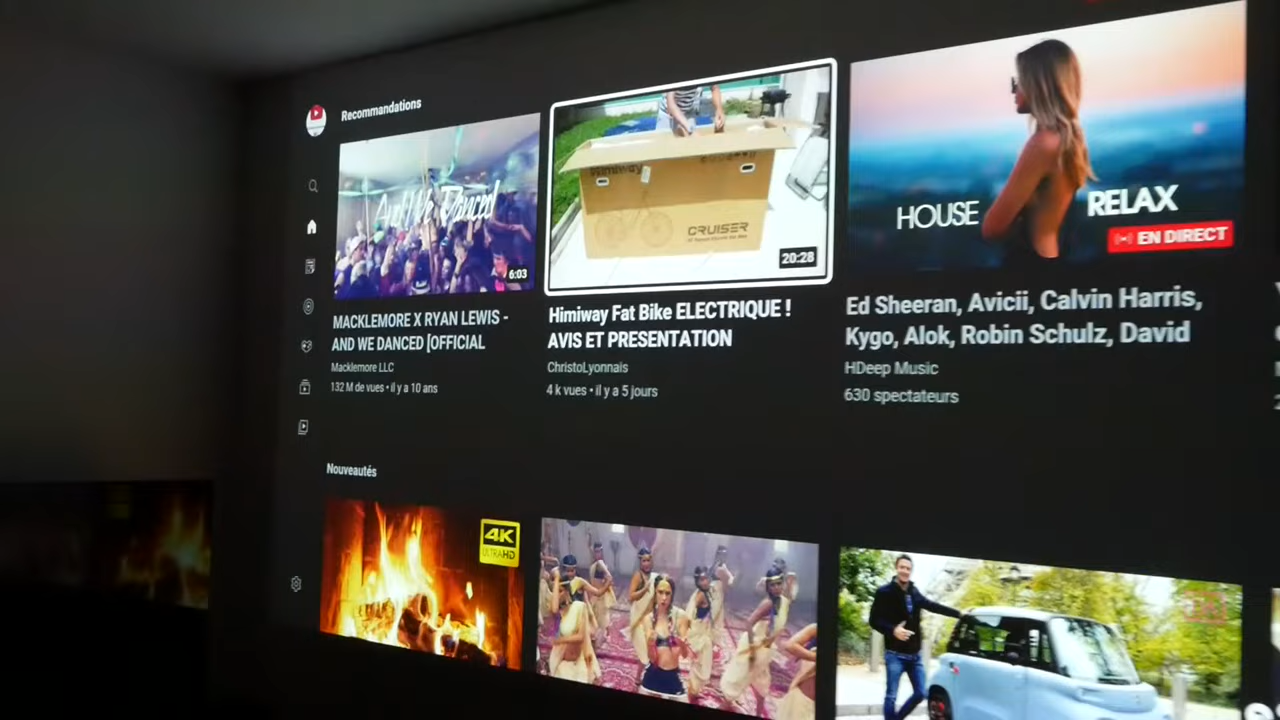 Recommandations
And We Danced
6:03
MACKLEMORE X RYAN LEWIS -
AND WE DANCED [OFFICIAL
Macklemore LLC
132 M de vues • il y a 10 ans
Himiway
CRUISER
20:28
Himiway Fat Bike ELECTRIQUE !
AVIS ET PRESENTATION
ChristoLyonnais
4 k vues • il y a 5 jours
HOUSE RELAX
EN DIRECT
Ed Sheeran, Avicii, Calvin Harris,
Kygo, Alok, Robin Schulz, David
HDeep Music
630 spectateurs
Nouveautés
4K
ULTRA HD